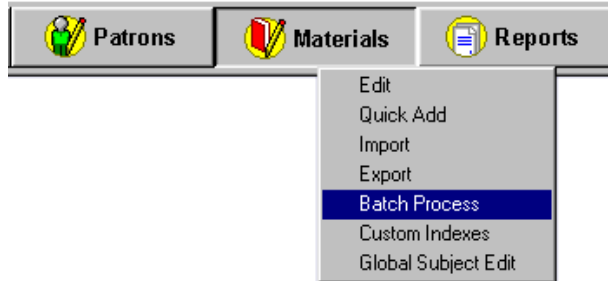 Patrons Materials Reports
Edit
Quick Add
Import
Export
Batch Process
Custom Indexes
Global Subject Edit